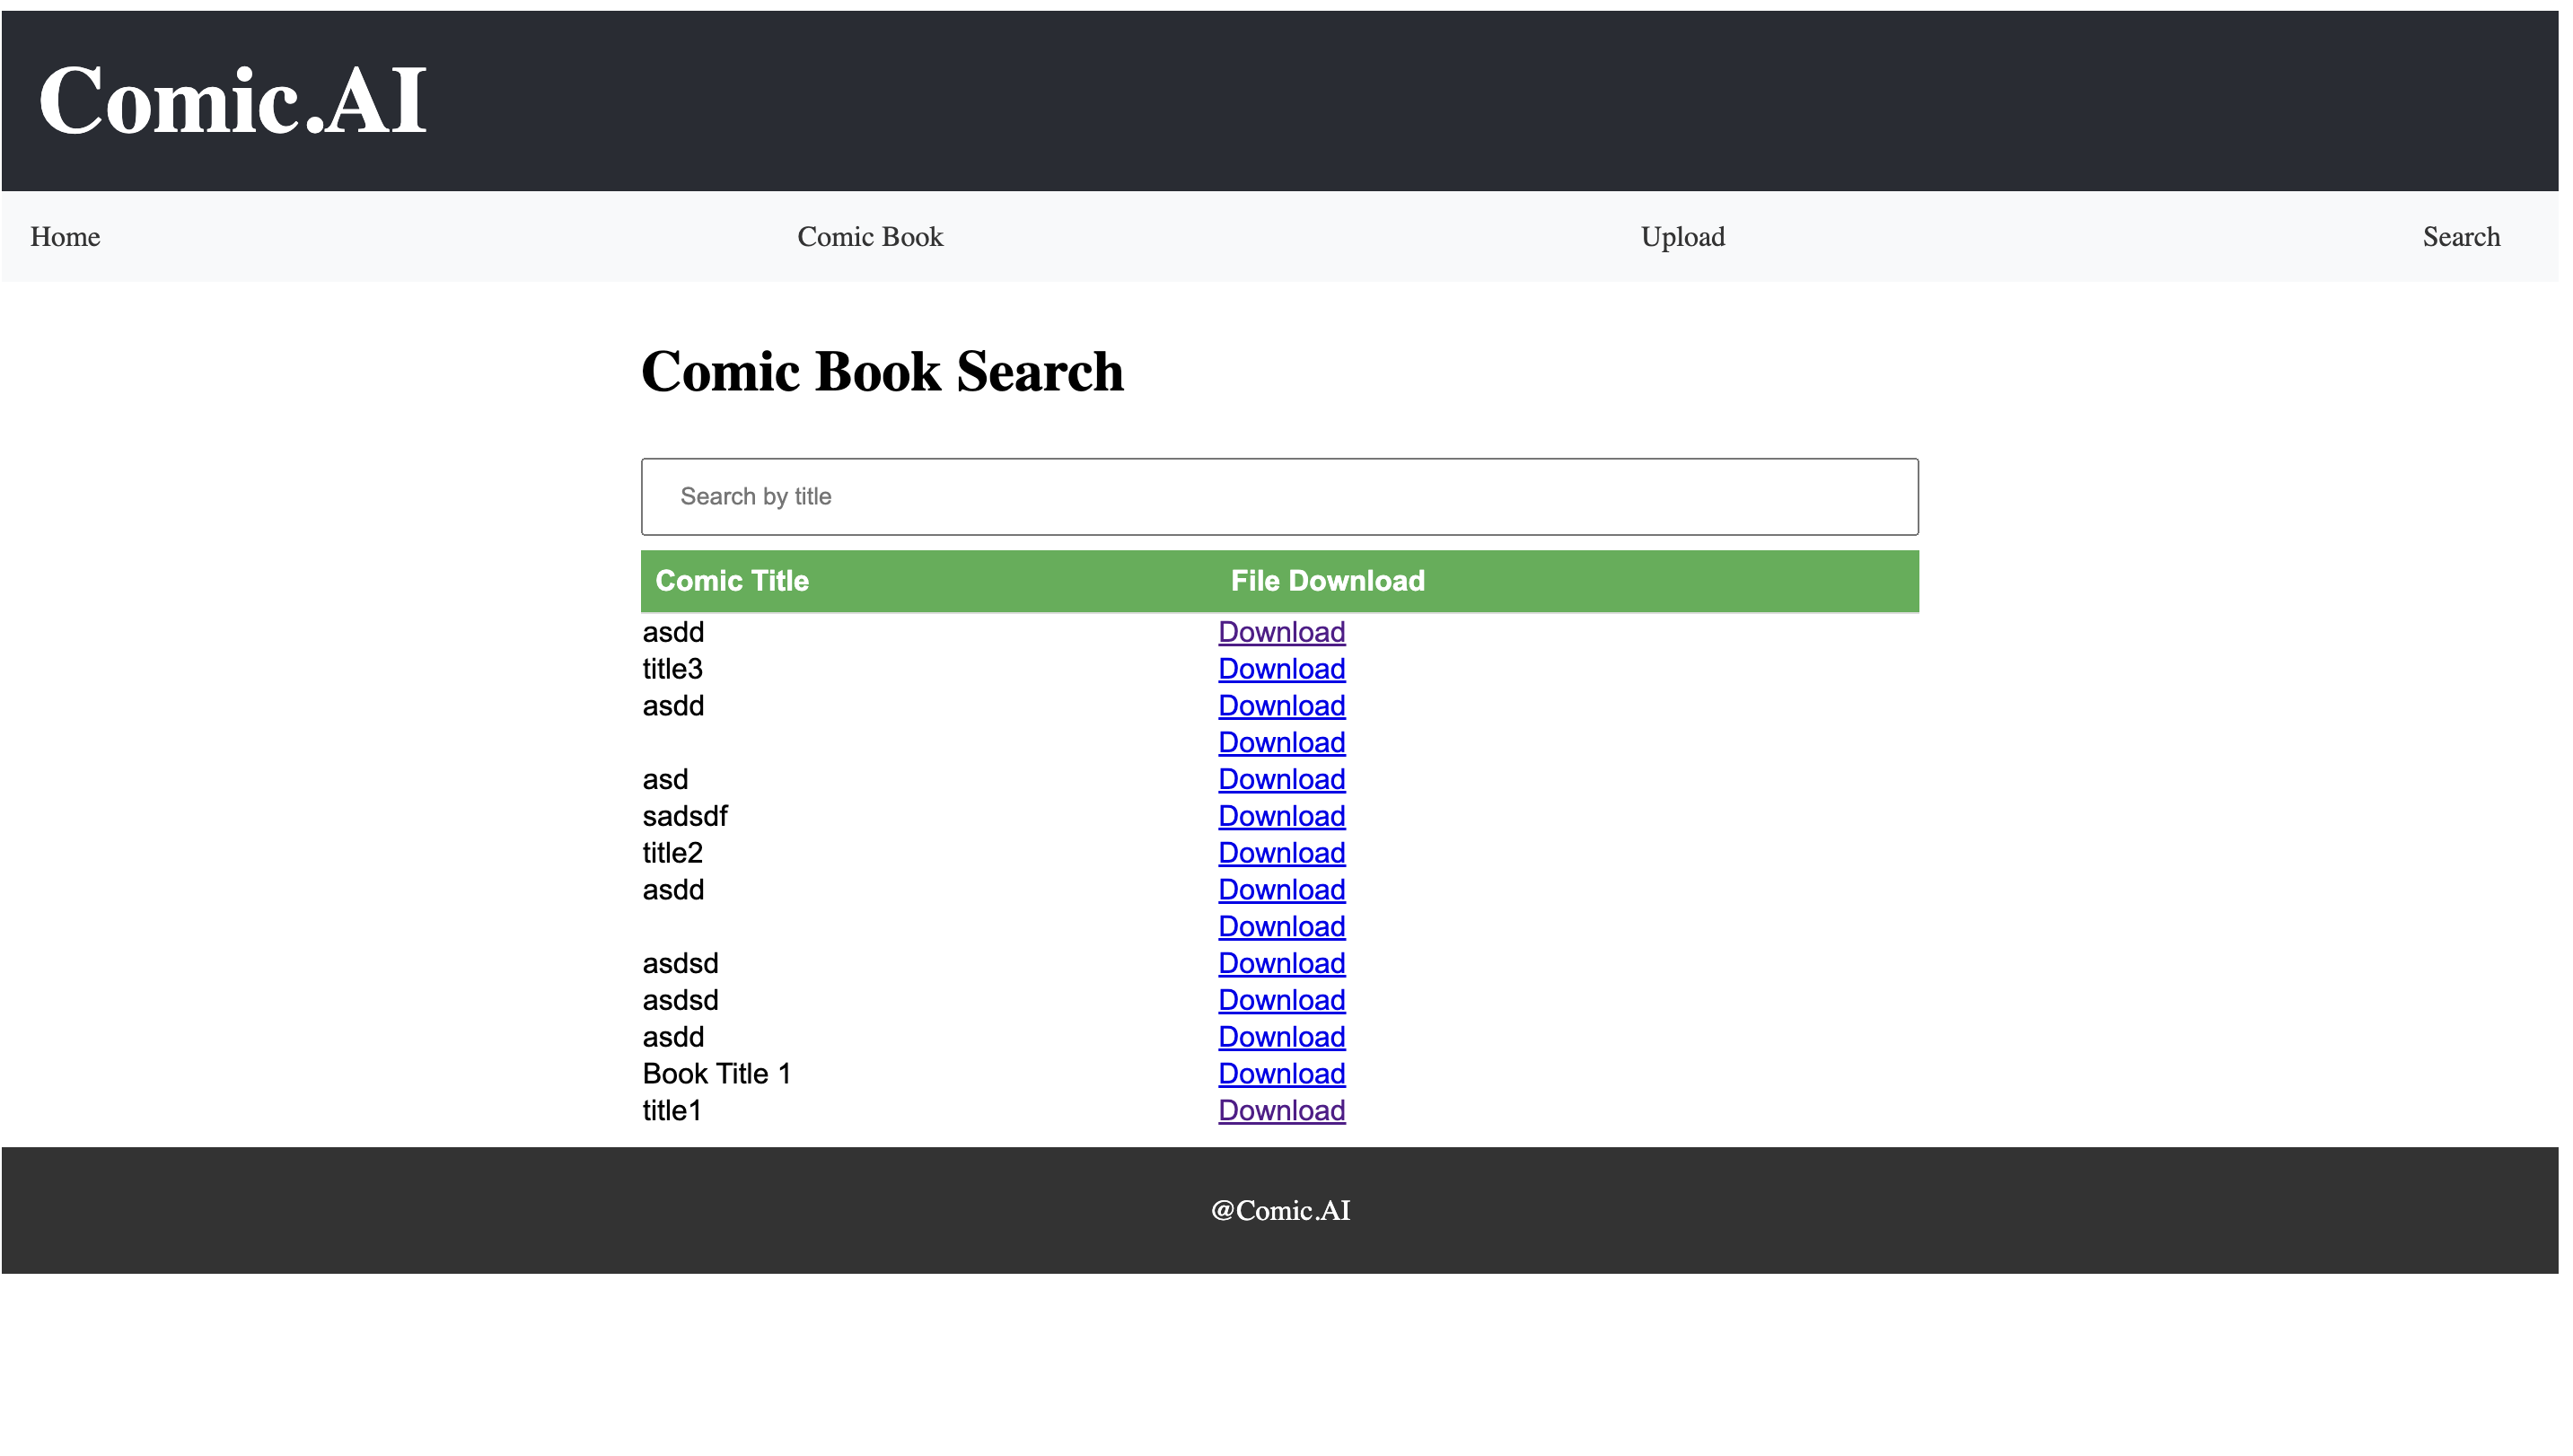 Comic.AI
Home Comic Book Upload Search
Comic Book Search
Search by title
Comic Title File Download
asdd Download
title3 Download
asdd Download
Download
asd Download
sadsdf Download
title2 Download
asdd Download
Download
asdsd Download
asdsd Download
asdd Download
Book Title 1 Download
title1 Download
@Comic.AI